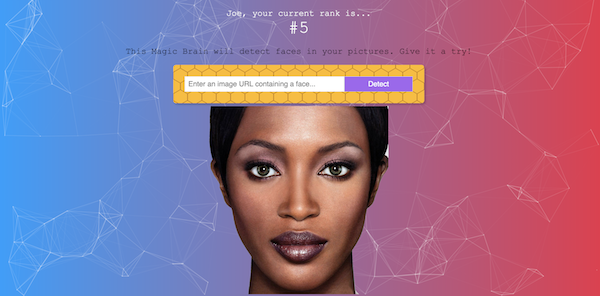 Joe, your current rank is...
#5
This Magic Brain will detect faces in your pictures. Give it a try!
Enter an image URL containing a face... Detect